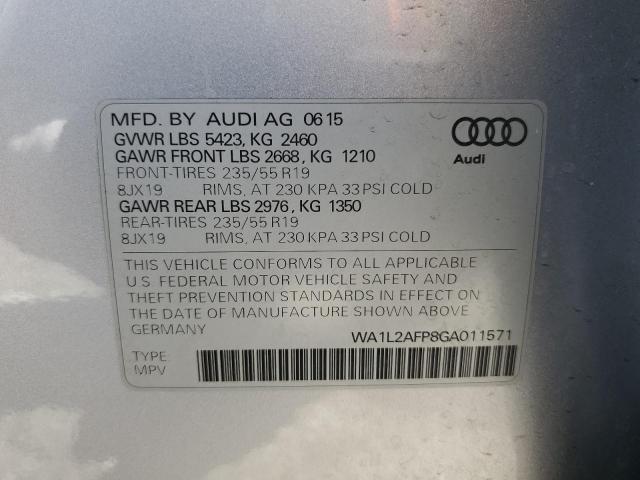 MFD. BY AUDI AG 06 15
GVWR LBS 5423, KG 2460
GAWR FRONT LBS 2668, KG 1210
FRONT-TIRES 235/55 R19
8JX19 RIMS, AT 230 KPA 33 PSI COLD
GAWR REAR LBS 2976, KG 1350
REAR-TIRES 235/55 R19
8JX19 RIMS, AT 230 KPA 33 PSI COLD
Audi
THIS VEHICLE CONFORMS TO ALL APPLICABLE
U.S. FEDERAL MOTOR VEHICLE SAFETY AND
THEFT PREVENTION STANDARDS IN EFFECT ON
THE DATE OF MANUFACTURE SHOWN ABOVE.
GERMANY WA1L2AFP8GA011571
TYPE:
MPV